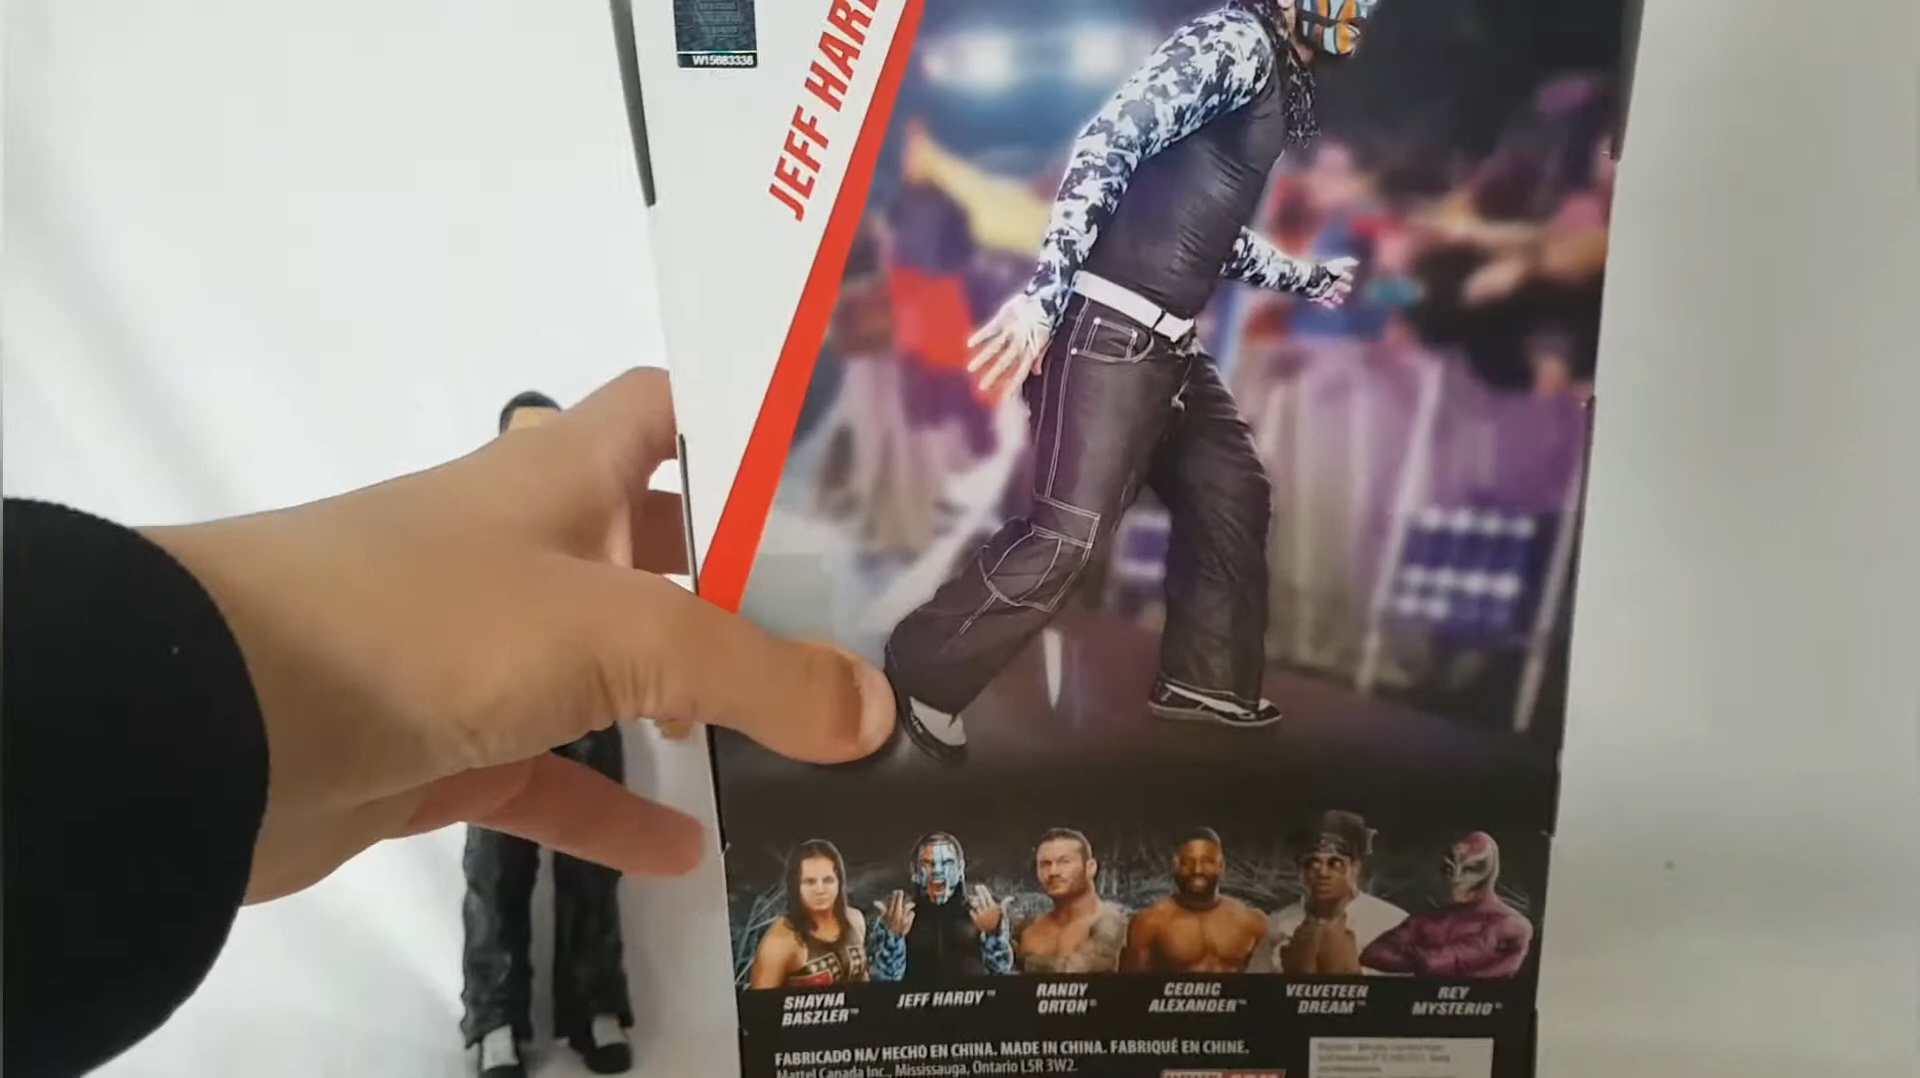 W15683338
JEFF HAR
SHAYNA
BASZLER™
JEFF HARDY™
RANDY
ORTON®
CEDRIC
ALEXANDER™
VELVETEEN
DREAM™
REY
MYSTERIO®
FABRICADO NA/ HECHO EN CHINA. MADE IN CHINA. FABRIQUÉ EN CHINE.
Mattel Canada Inc., Mississauga, Ontario L5R 3W2.